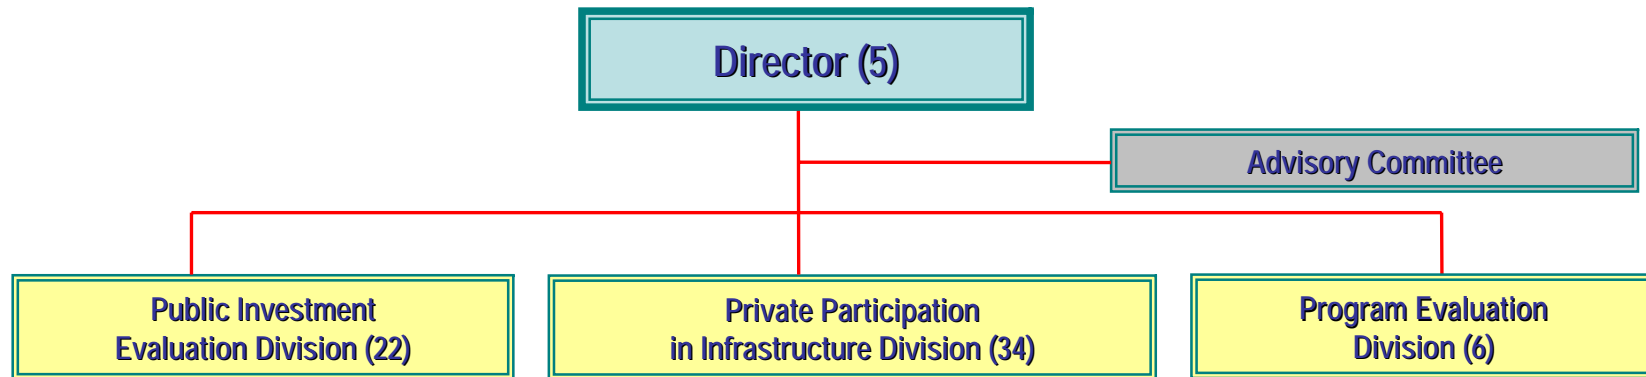 Director (5)
Advisory Committee
Public Investment
Evaluation Division (22)
Private Participation
in Infrastructure Division (34)
Program Evaluation
Division (6)